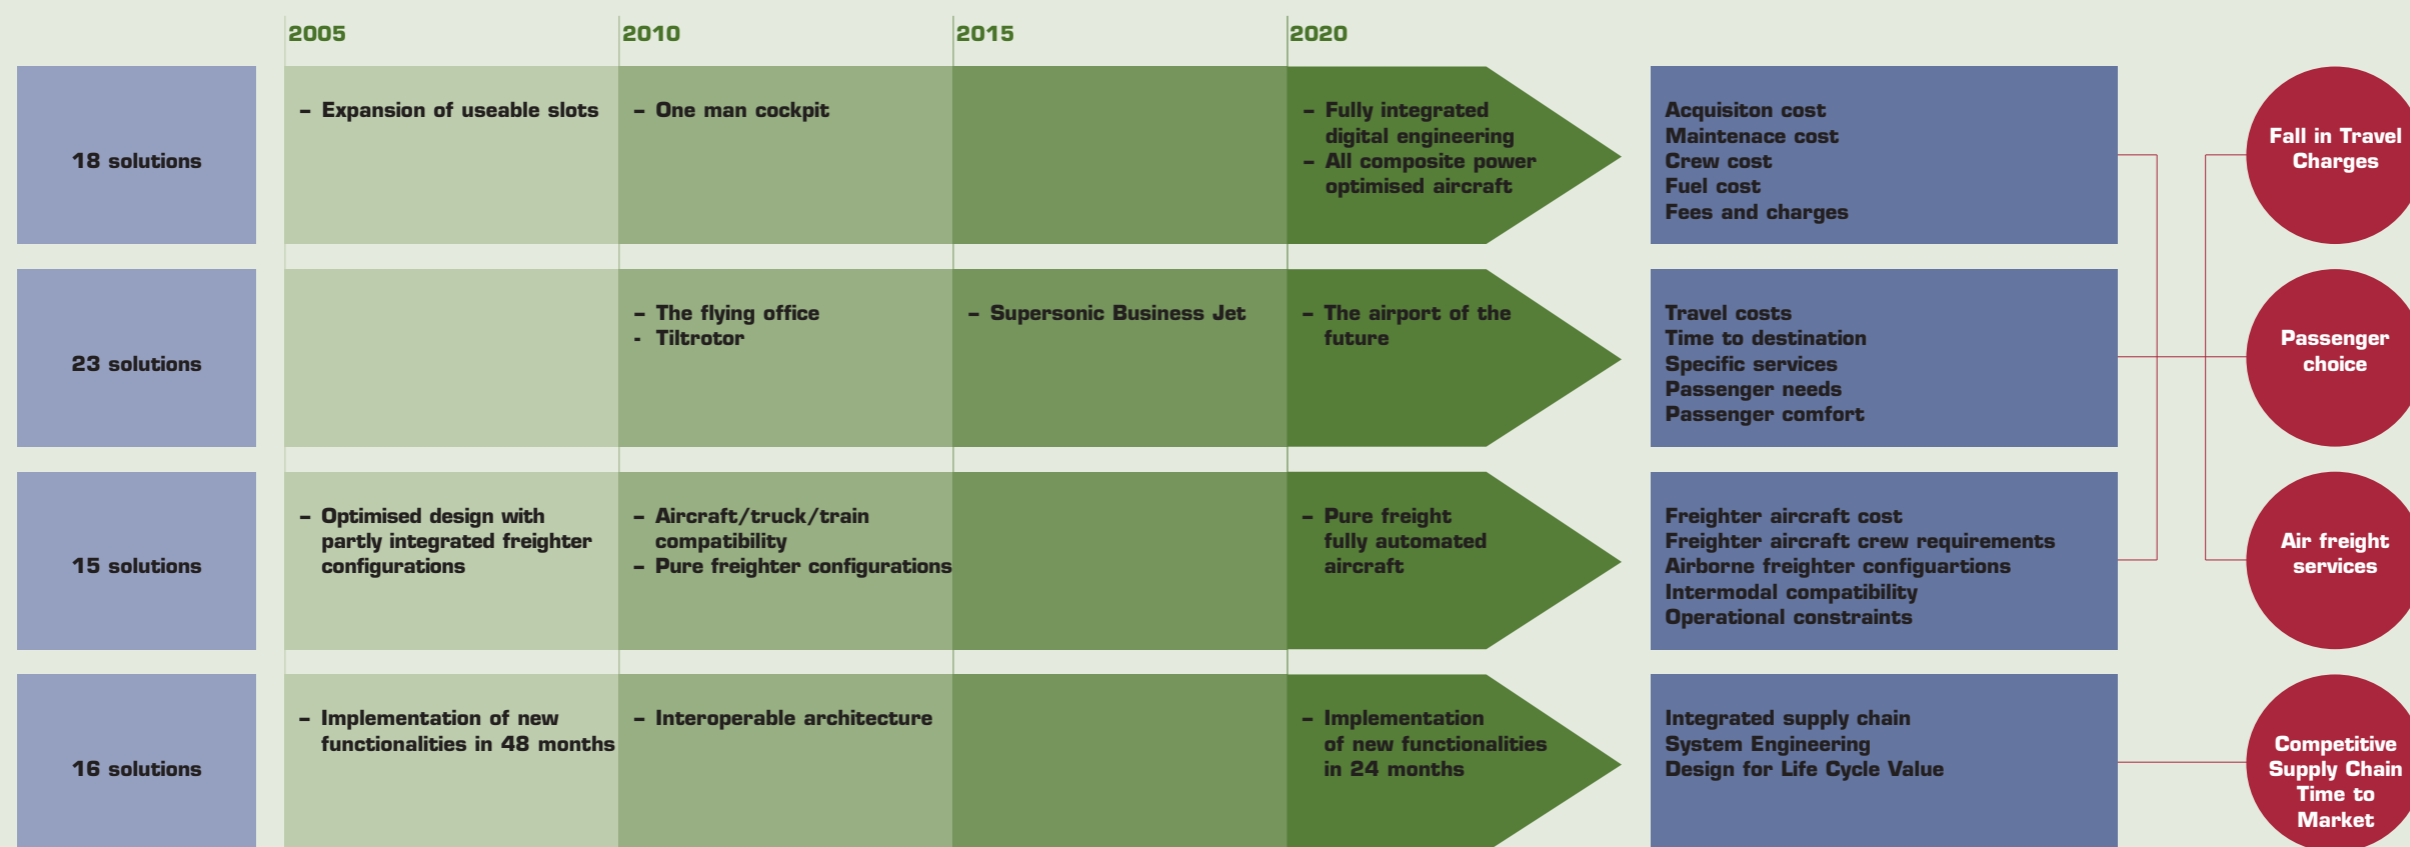 2005
2010
2015
2020
18 solutions
– Expansion of useable slots
– One man cockpit
– Fully integrated
digital engineering
– All composite power
optimised aircraft
Acquisiton cost
Maintenace cost
Crew cost
Fuel cost
Fees and charges
Fall in Travel
Charges
23 solutions
– The flying office
- Tiltrotor
– Supersonic Business Jet
– The airport of the
future
Travel costs
Time to destination
Specific services
Passenger needs
Passenger comfort
Passenger
choice
15 solutions
– Optimised design with
partly integrated freighter
configurations
– Aircraft/truck/train
compatibility
– Pure freighter configurations
– Pure freight
fully automated
aircraft
Freighter aircraft cost
Freighter aircraft crew requirements
Airborne freighter configuartions
Intermodal compatibility
Operational constraints
Air freight
services
16 solutions
– Implementation of new
functionalities in 48 months
– Interoperable architecture
– Implementation
of new functionalities
in 24 months
Integrated supply chain
System Engineering
Design for Life Cycle Value
Competitive
Supply Chain
Time to
Market